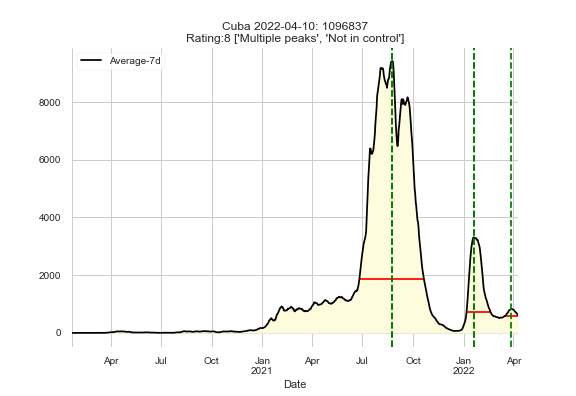 Cuba 2022-04-10: 1096837
Rating:8 ['Multiple peaks', 'Not in control']
Average-7d
8000
6000
4000
2000
0
Apr
Jul
Oct
Jan
2021
Apr
Jul
Oct
Jan
2022
Apr
Date